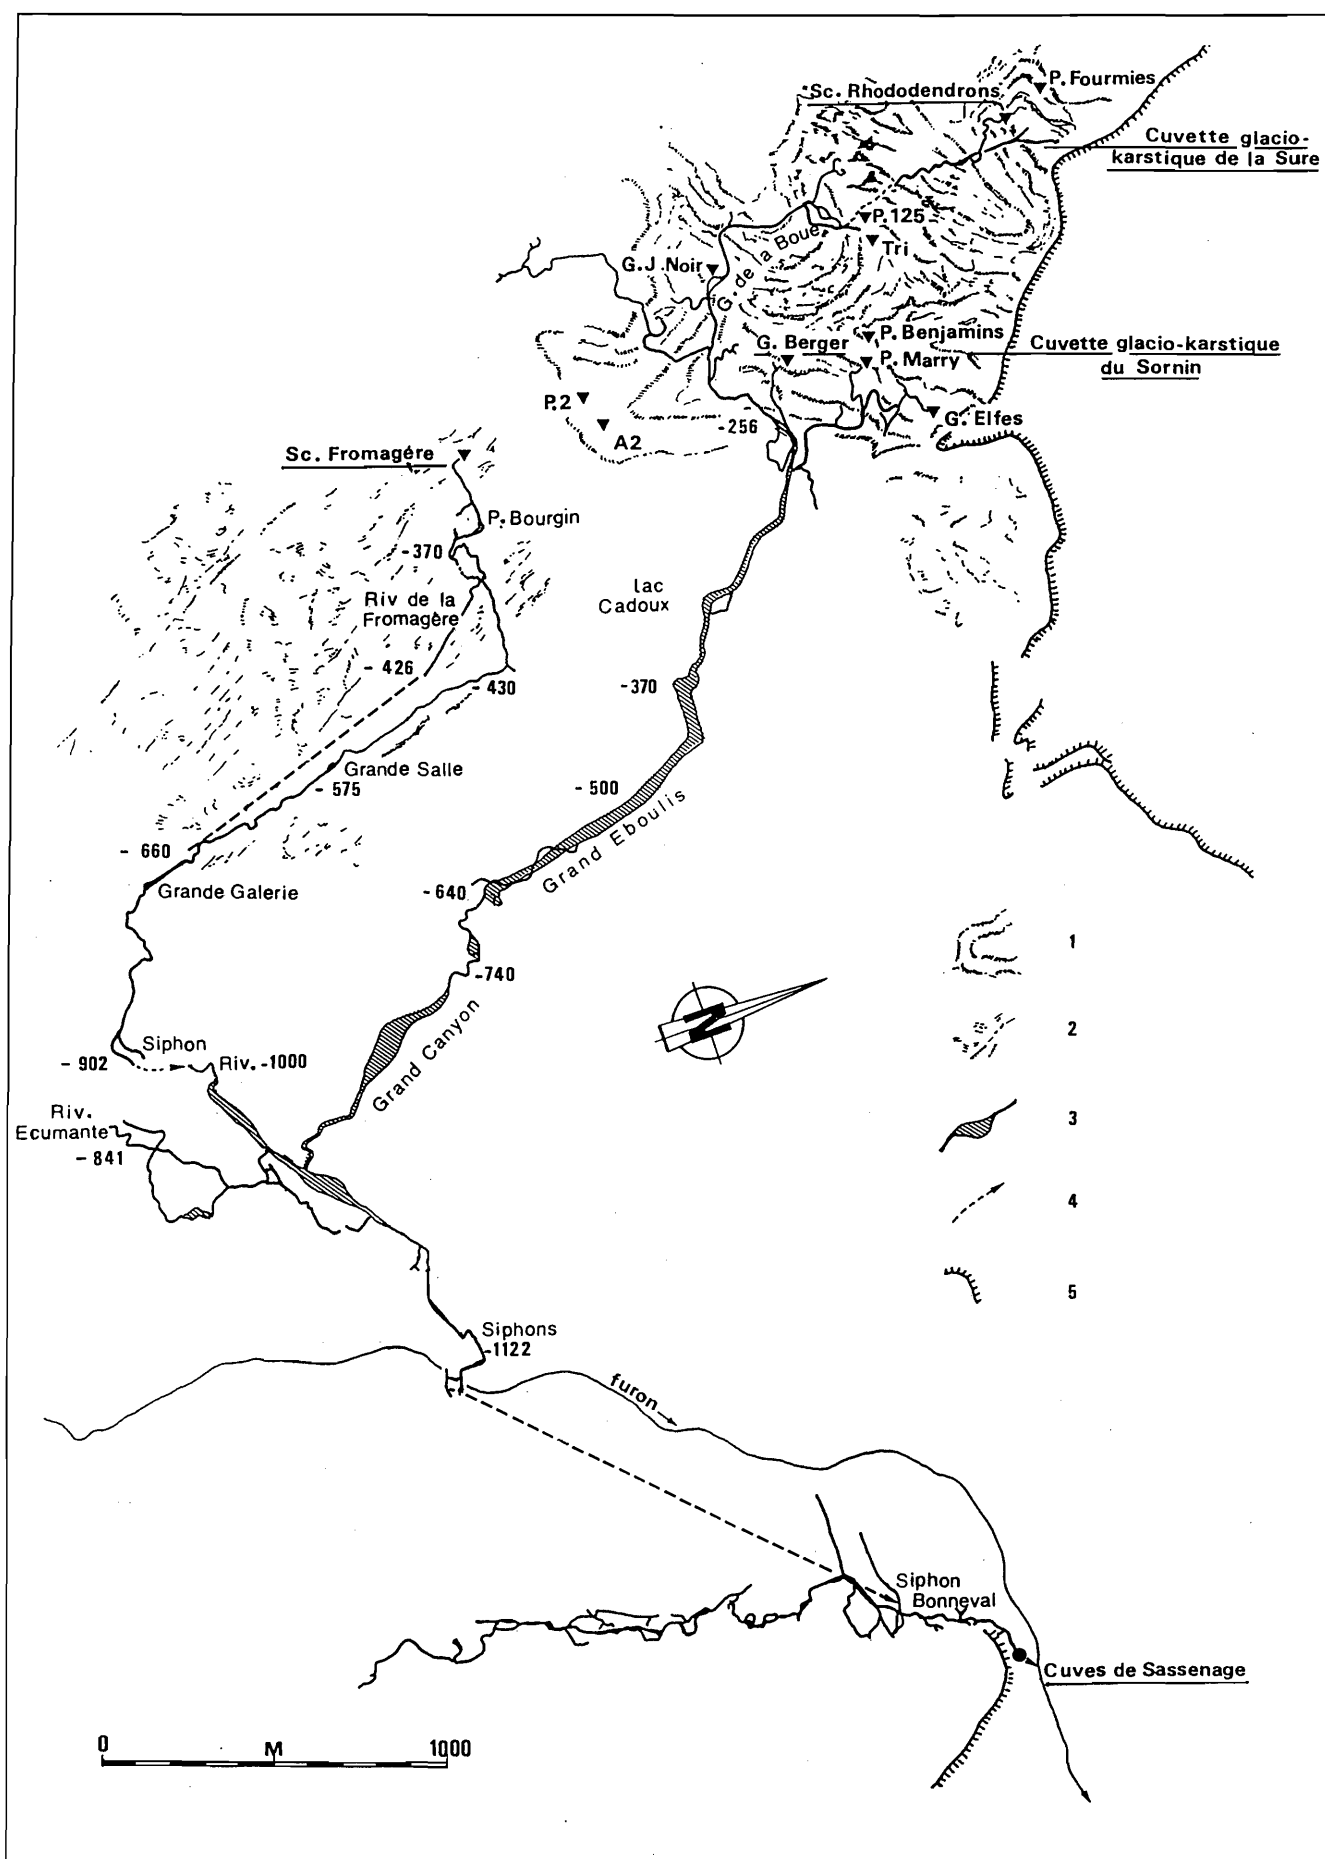 P. Fourmies
Sc. Rhododendrons
Cuvette glacio-
karstique de la Sure
P.125
Tri
G. de la Boue
G.J.Noir
P. Benjamins
G. Berger
P. Marry
Cuvette glacio-karstique
du Sornin
P.2
A2
-256
G. Elfes
Sc. Fromagére
P. Bourgin
-370
Riv de la
Fromagère
lac
Cadoux
- 426
- 430
-370
Grande Salle
- 575
- 500
Grand Eboulis
- 660
Grande Galerie
-640
-740
Grand Canyon
N
Siphon
- 902
Riv. -1000
Riv.
Ecumante
- 841
1
2
3
4
5
Siphons
-1122
furon
Siphon
Bonneval
Cuves de Sassenage
0 M 1000